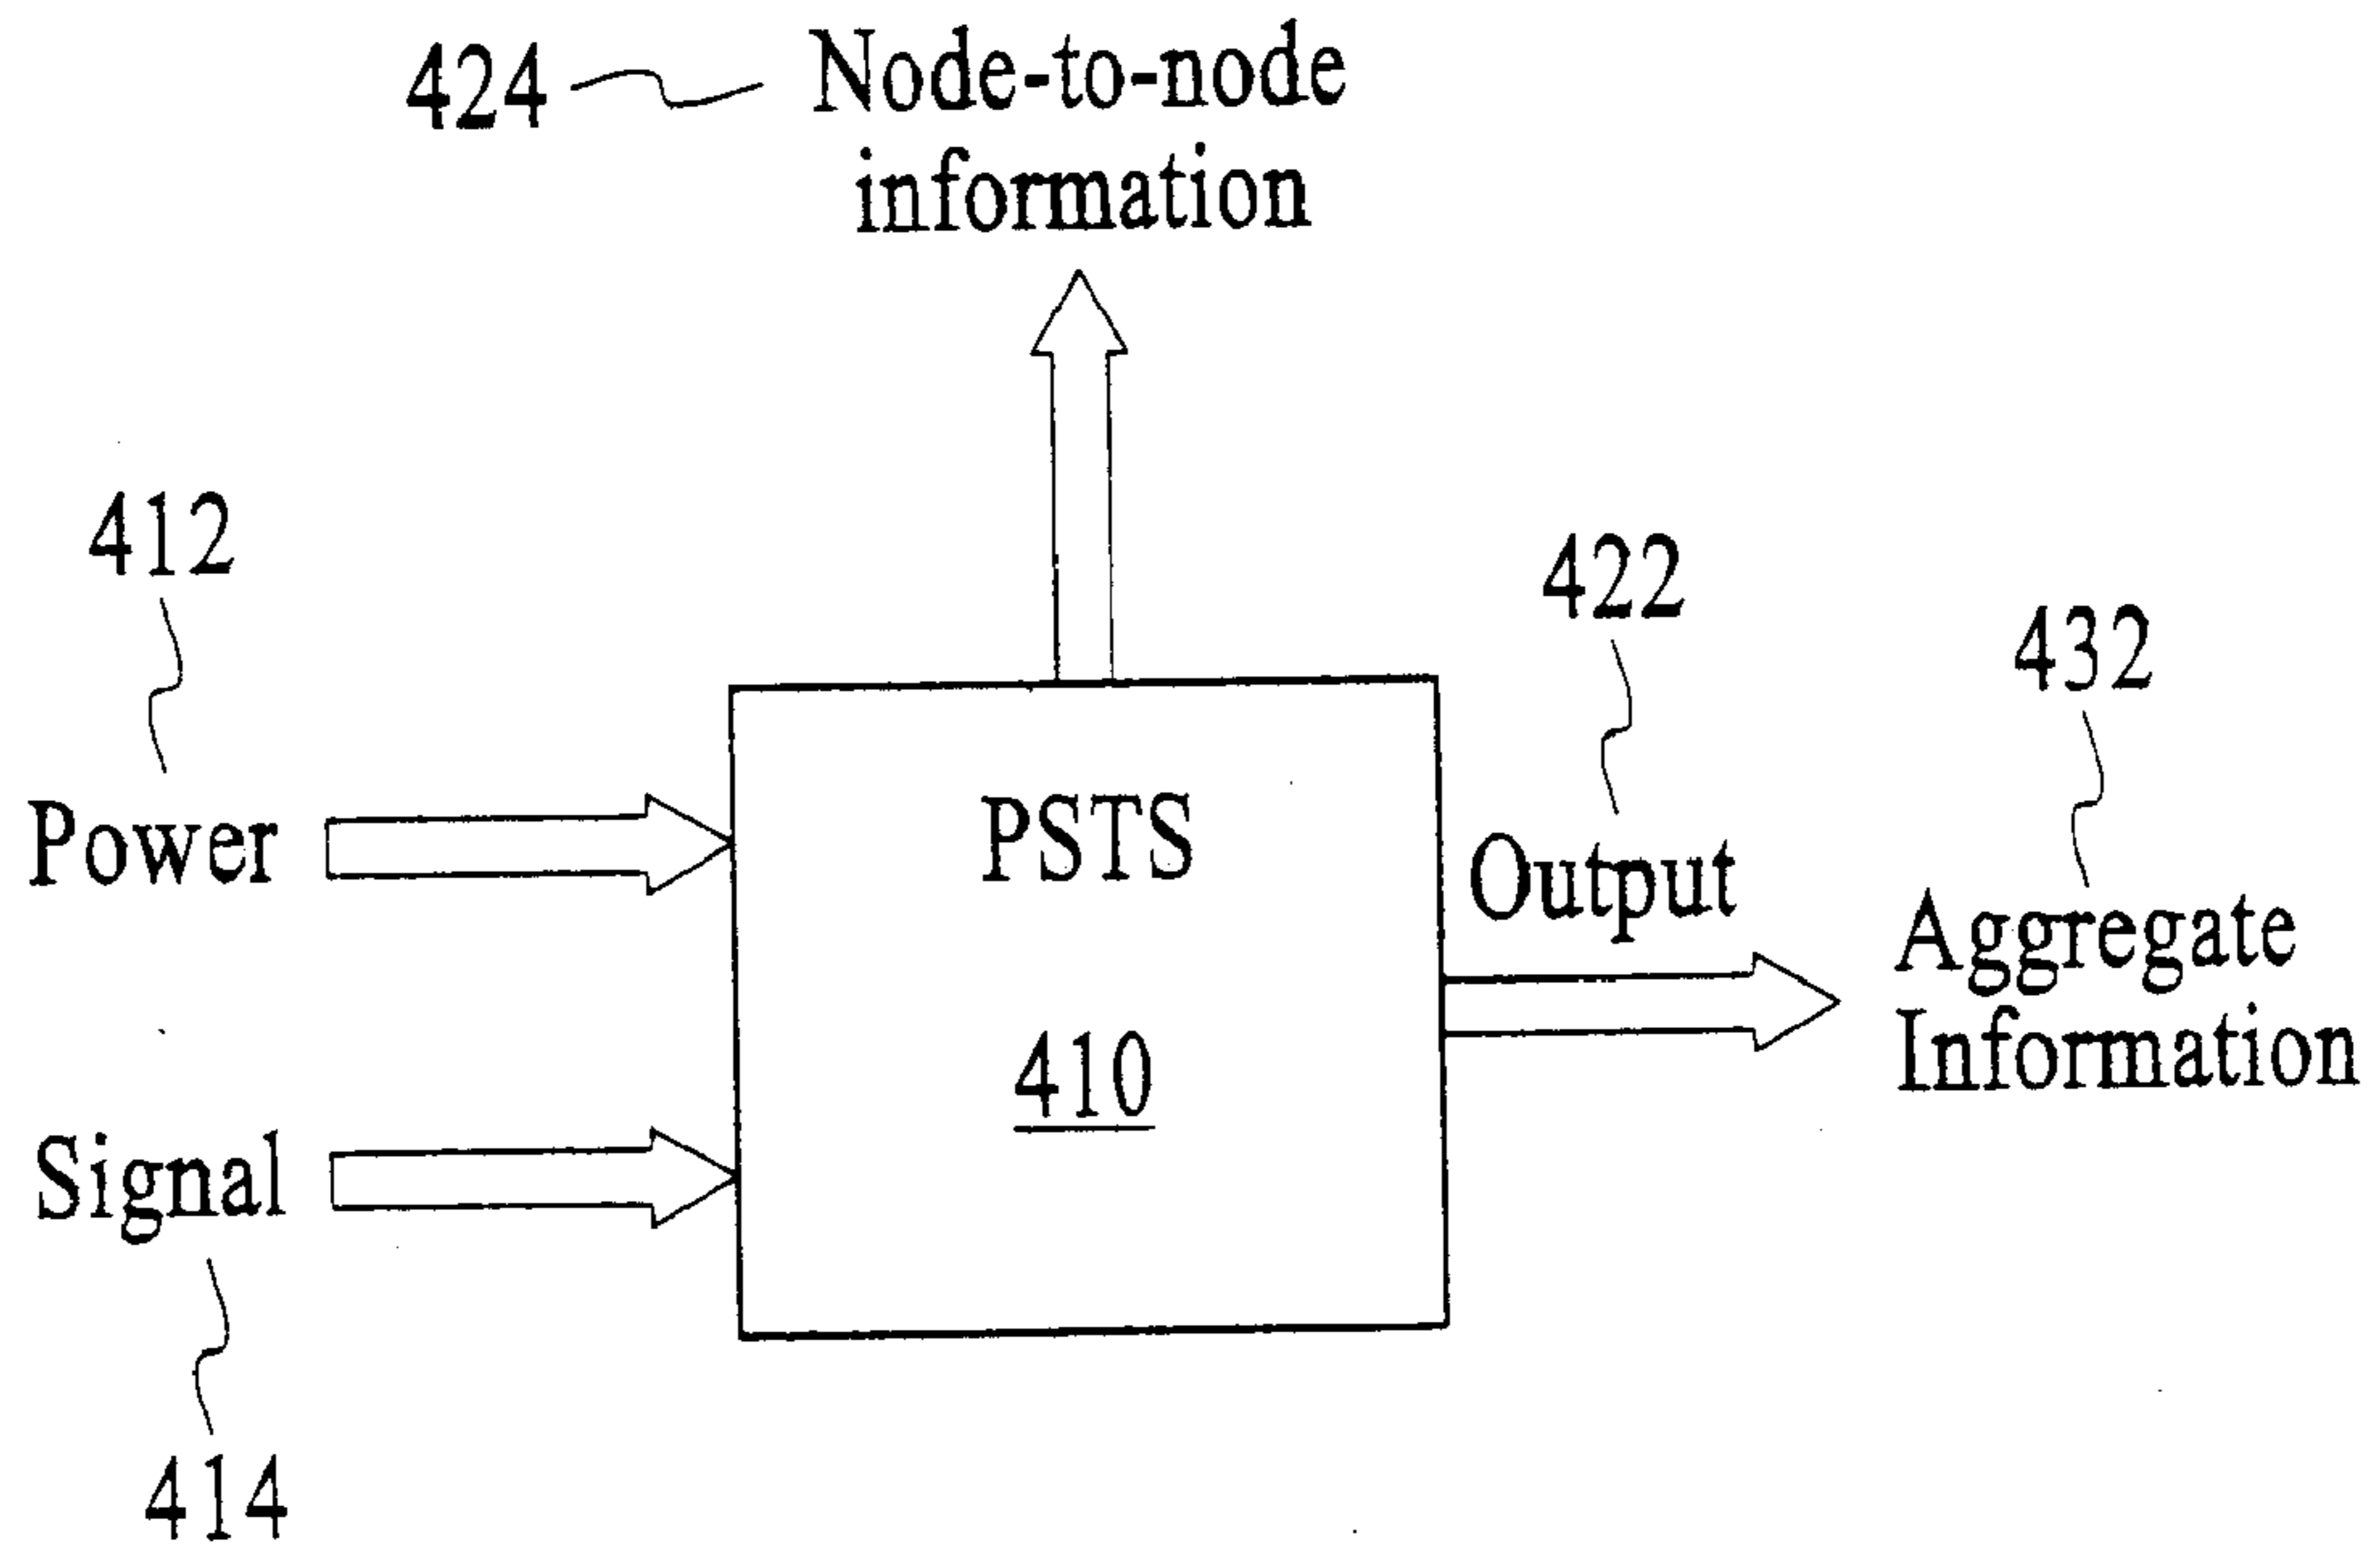 424
Node-to-node
information
412
422
432
Power
PSTS
Output
Aggregate
Information
410
Signal
414